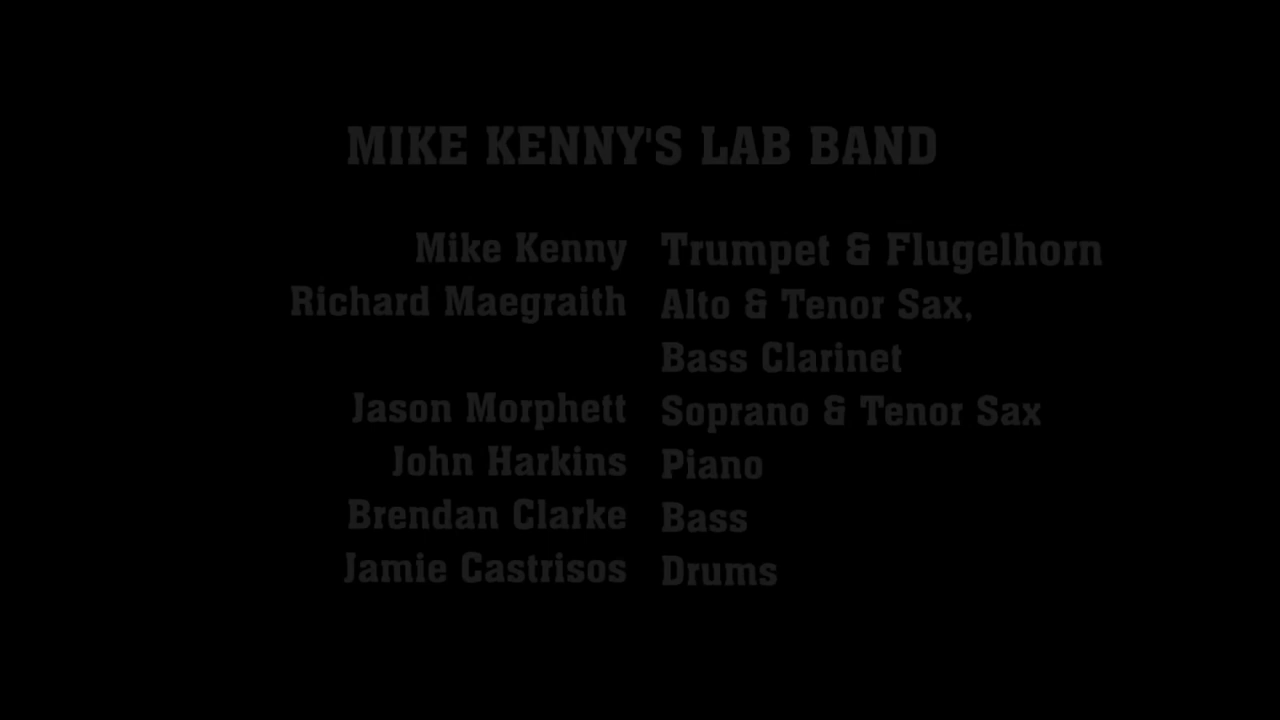 MIKE KENNY'S LAB BAND
Mike Kenny Trumpet & Flugelhorn
Richard Maegraith Alto & Tenor Sax,
Bass Clarinet
Jason Morphett Soprano & Tenor Sax
John Harkins Piano
Brendan Clarke Bass
Jamie Castrisos Drums